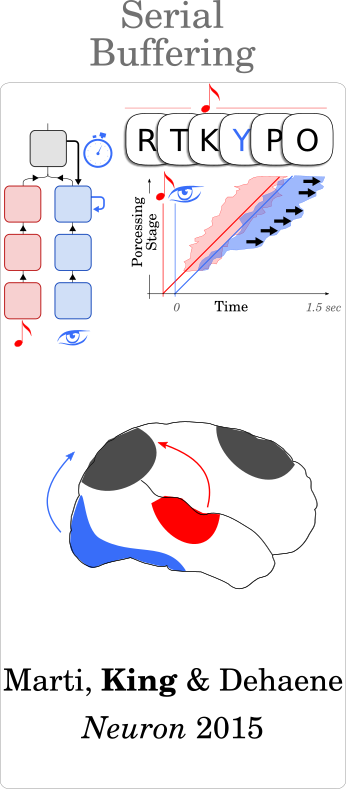 Serial
Buffering
R T K Y P O
Porcessing
Stage
0
Time
1.5 sec
Marti, King & Dehaene
Neuron 2015